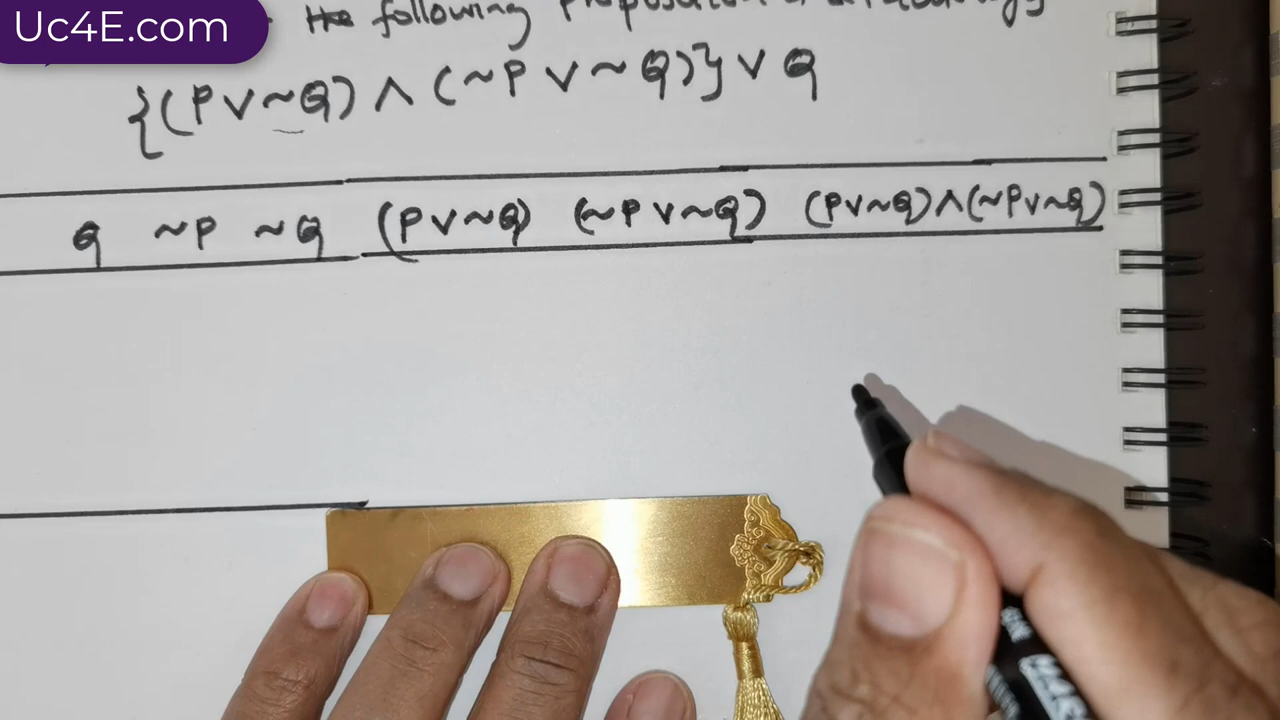 Uc4E.com
the following
{(P∨~Q)∧(~P∨~Q)}∨Q
Q ~P ~Q (P∨~Q) (~P∨~Q) (P∨~Q)∧(~P∨~Q)